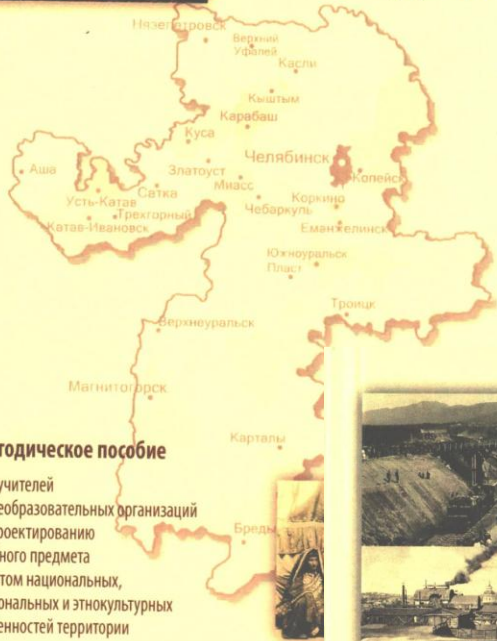 Нязепетровск
Верхний
Уфалей
Касли
Кыштым
Карабаш
Куса
Челябинск
Копейск
Аша
Златоуст
Миасс
Сатка
Усть-Катав
Трехгорный
Катав-Ивановск
Чебаркуль
Коркино
Еманжелинск
Южноуральск
Пласт
Троицк
Верхнеуральск
Магнитогорск
Карталы
Бреды
тодическое пособие
учителей
еобразовательных организаций
роектированию
ного предмета
том национальных,
ональных и этнокультурных
енностей территории